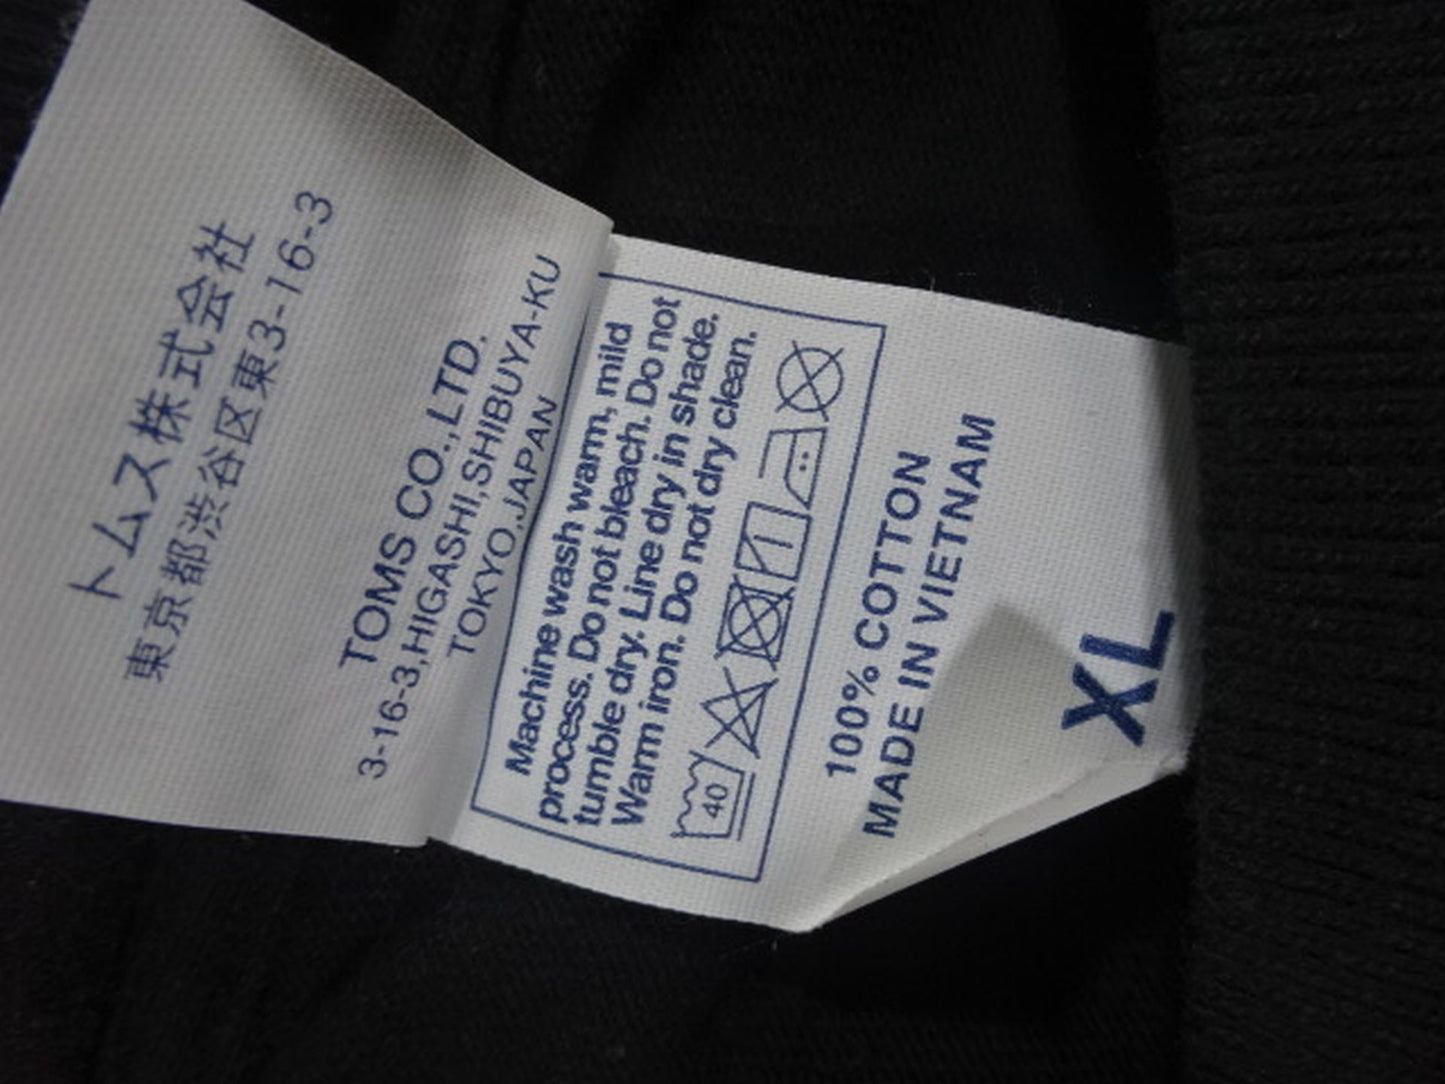 トムス株式会社
東京都渋谷区東3-16-3
TOMS CO.,LTD.
3-16-3,HIGASHI,SHIBUYA-KU
TOKYO,JAPAN
Machine wash warm, mild
process. Do not bleach. Do not
tumble dry. Line dry in shade.
Warm iron. Do not dry clean.
40
100% COTTON
MADE IN VIETNAM
XL